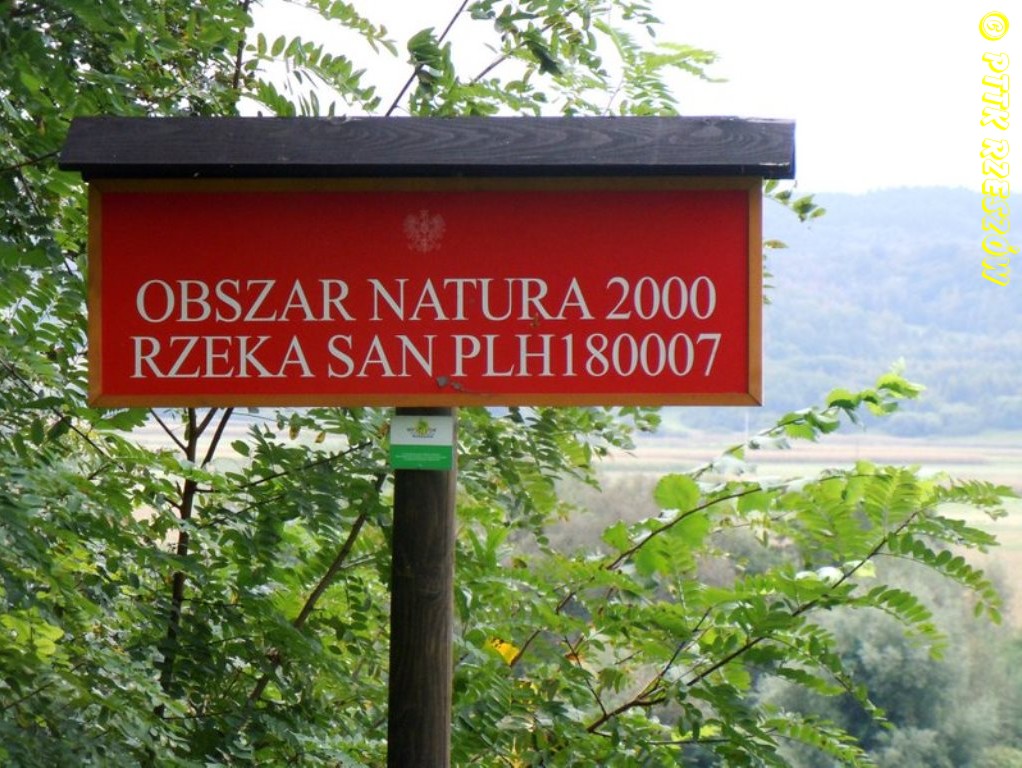 OBSZAR NATURA 2000
RZEKA SAN PLH180007
© PTTK RZESZÓW